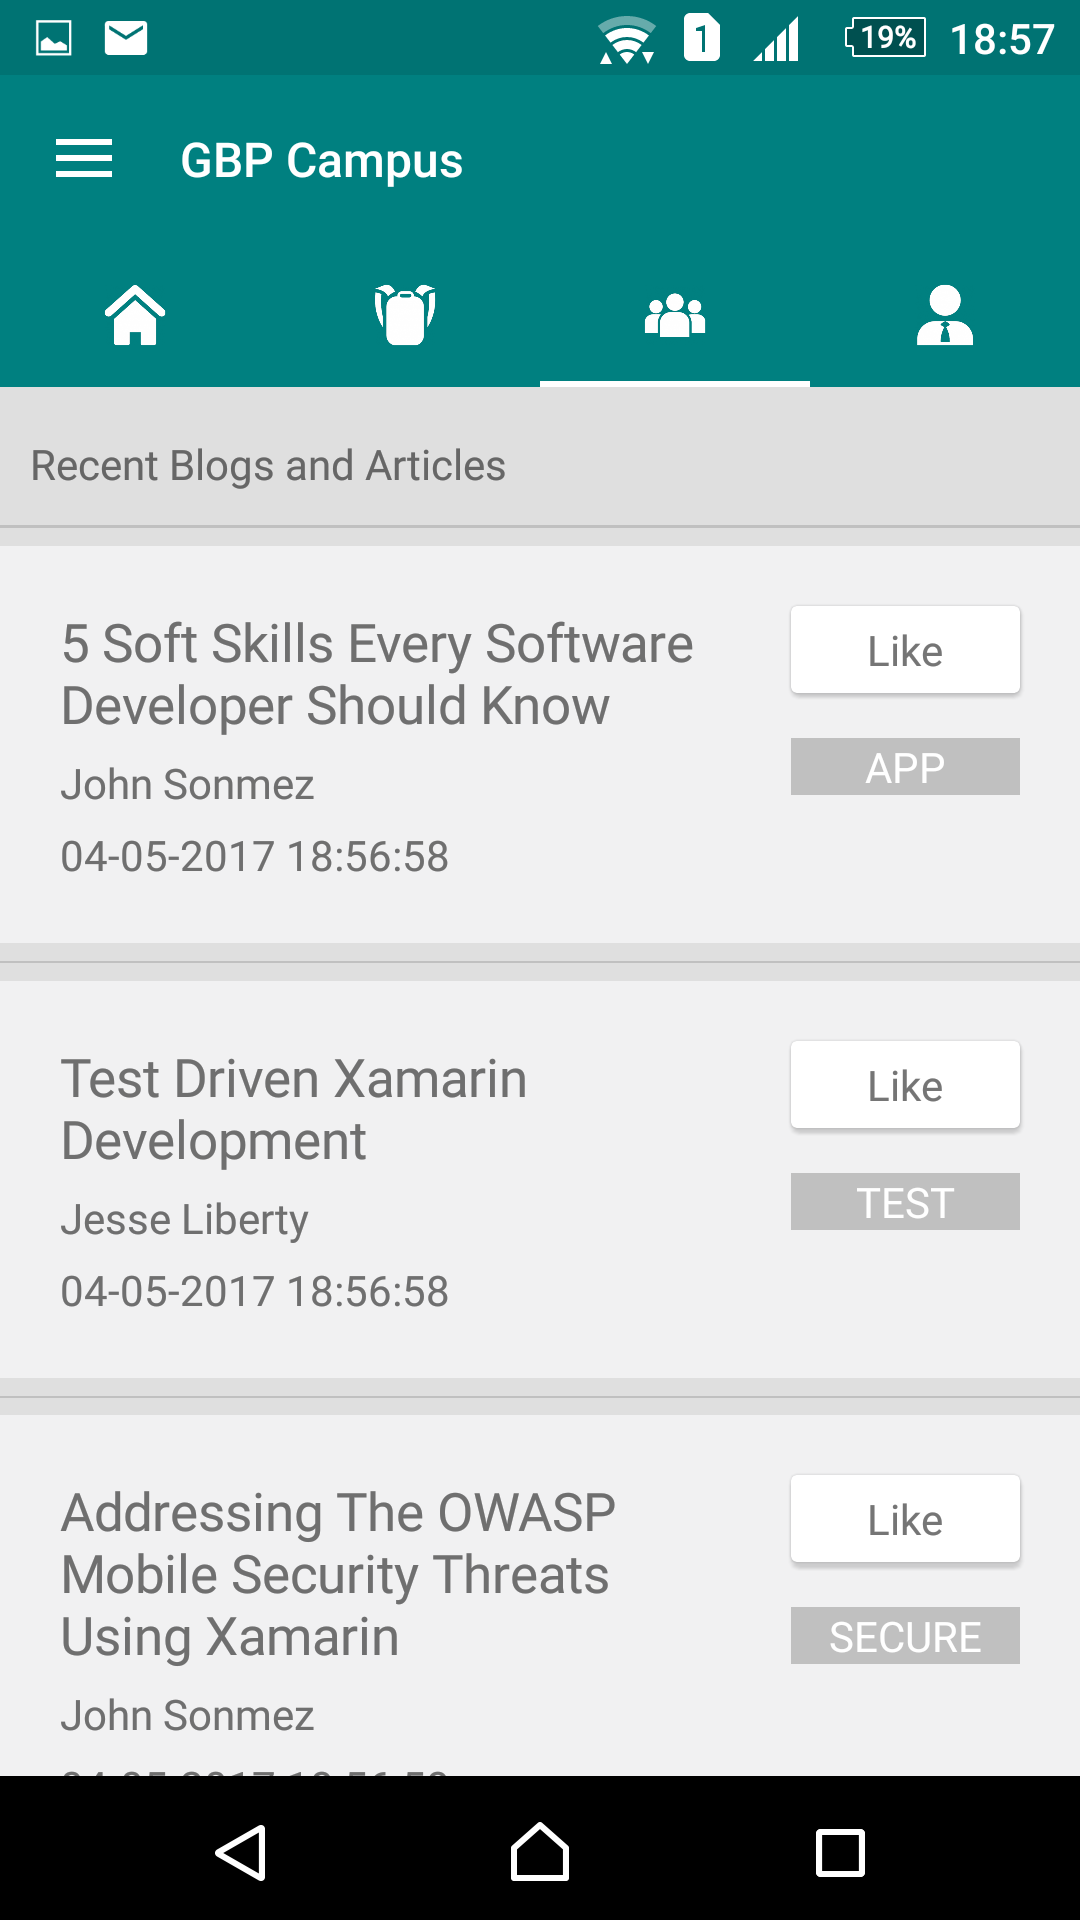 1
19%
18:57
GBP Campus
Recent Blogs and Articles
5 Soft Skills Every Software
Developer Should Know
John Sonmez
04-05-2017 18:56:58
Like
APP
Test Driven Xamarin
Development
Jesse Liberty
04-05-2017 18:56:58
Like
TEST
Addressing The OWASP
Mobile Security Threats
Using Xamarin
John Sonmez
Like
SECURE